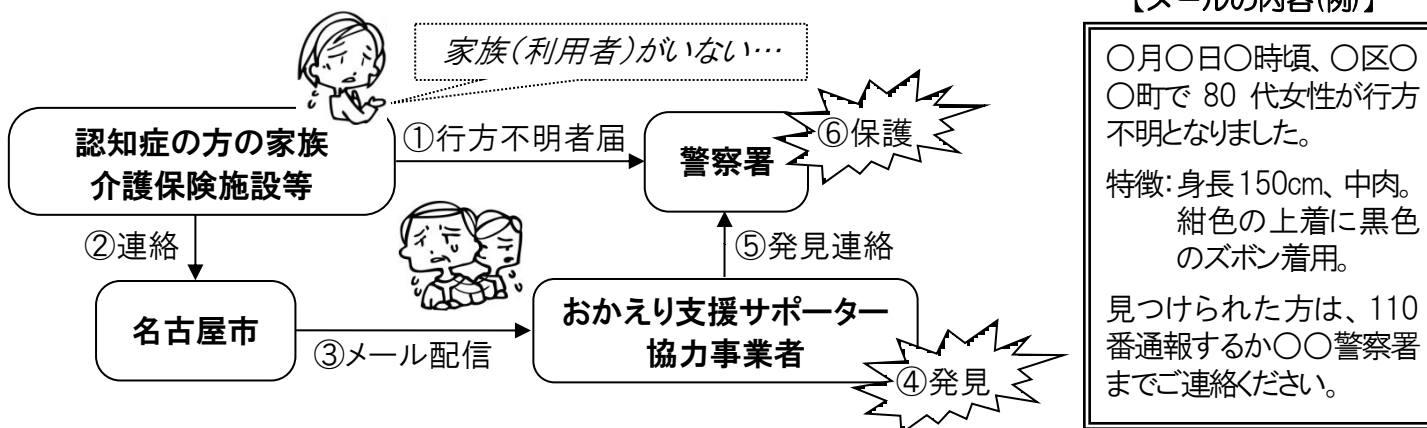 家族(利用者)がいない…
認知症の方の家族
介護保険施設等
①行方不明者届
警察署
⑥保護
②連絡
⑤発見連絡
名古屋市
③メール配信
おかえり支援サポーター
協力事業者
④発見
【メールの内容(例)】
〇月〇日〇時頃、〇区〇
〇町で 80 代女性が行方
不明となりました。
特徴:身長150cm、中肉。
紺色の上着に黒色
のズボン着用。
見つけられた方は、110
番通報するか〇〇警察署
までご連絡ください。